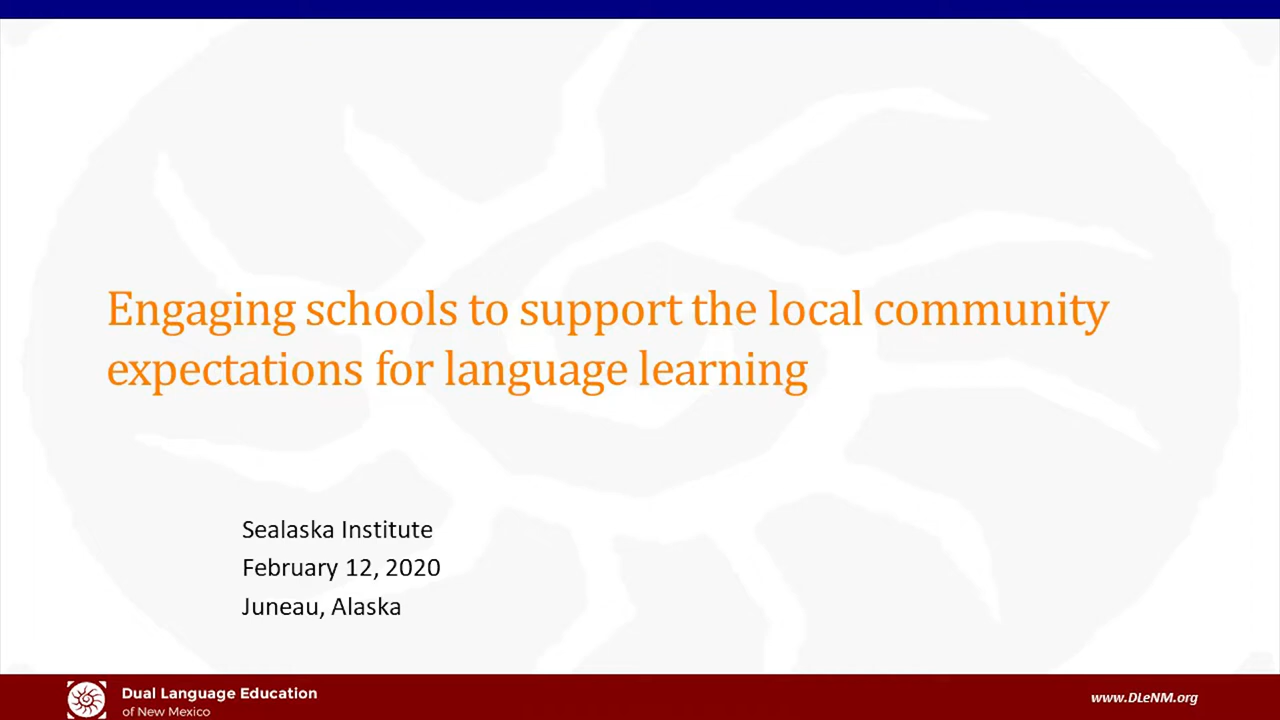 Engaging schools to support the local community
expectations for language learning
Sealaska Institute
February 12, 2020
Juneau, Alaska
Dual Language Education
of New Mexico
www.DLeNM.org